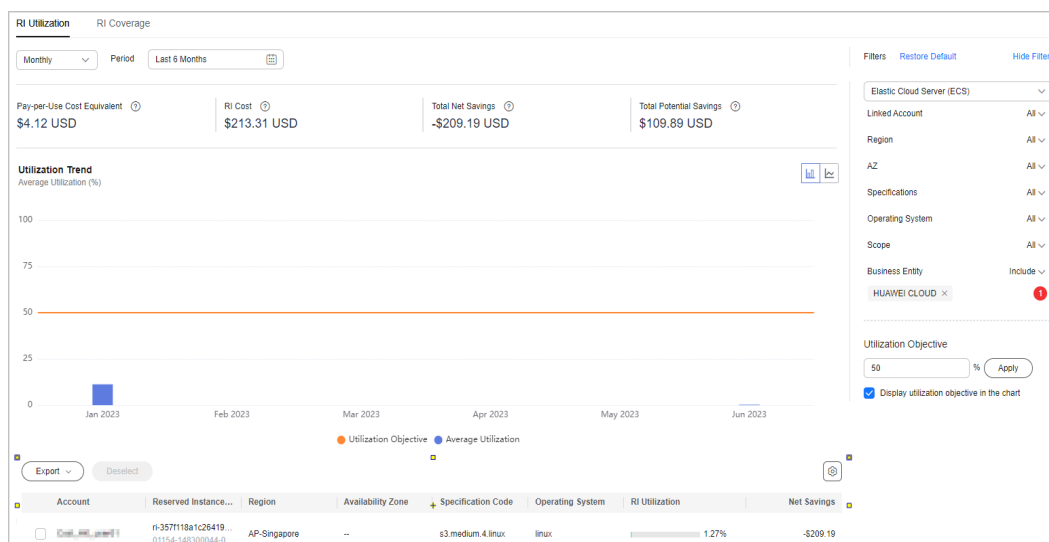 RI Utilization RI Coverage
Monthly Period Last 6 Months
Filters Restore Default Hide Filter
Elastic Cloud Server (ECS)
Linked Account All
Region All
AZ All
Specifications All
Operating System All
Scope All
Business Entity Include
HUAWEI CLOUD × 1
Utilization Objective
50 % Apply
Display utilization objective in the chart
Pay-per-Use Cost Equivalent ? RI Cost ? Total Net Savings ? Total Potential Savings ?
$4.12 USD $213.31 USD -$209.19 USD $109.89 USD
Utilization Trend
Average Utilization (%)
100
75
50
25
0
Jan 2023 Feb 2023 Mar 2023 Apr 2023 May 2023 Jun 2023
Utilization Objective Average Utilization
Export Deselect
Account Reserved Instance... Region Availability Zone Specification Code Operating System RI Utilization Net Savings
ri-357f118a1c26419... AP-Singapore -- s3.medium.4.linux linux 1.27% -$209.19
01154-148300044-0